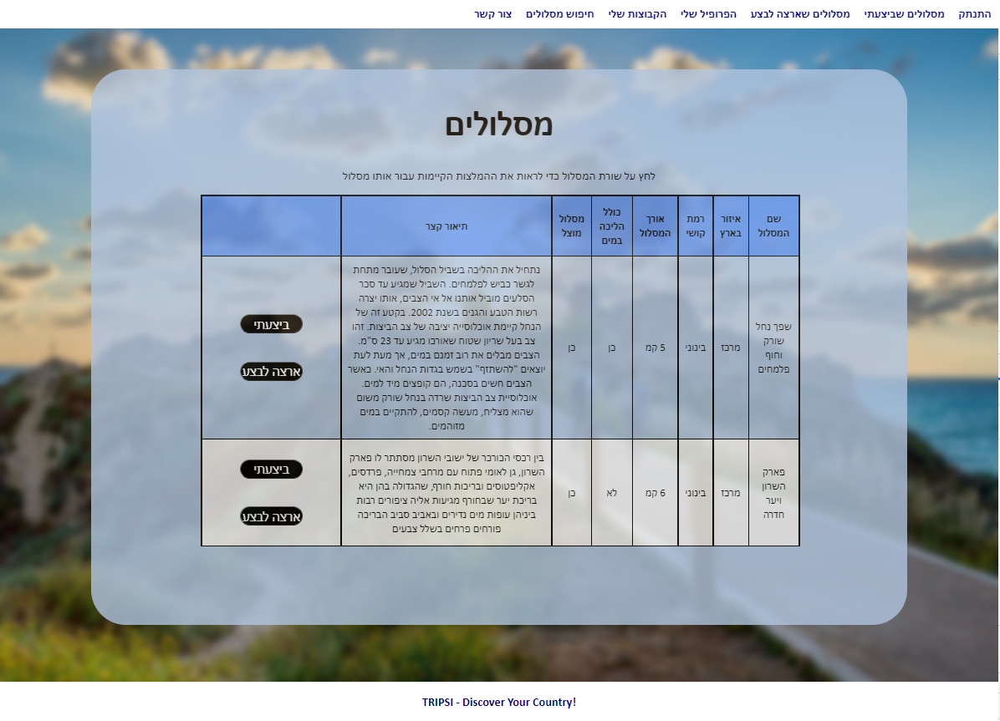 התנתק מסלולים שביצעתי מסלולים שארצה לבצע הפרופיל שלי הקבוצות שלי חיפוש מסלולים צור קשר
מסלולים
לחץ על שורת המסלול כדי לראות את ההמלצות הקיימות עבור אותו מסלול
שם
המסלול
איזור
בארץ
רמת
קושי
אורך
המסלול
כולל
הליכה
במים
מסלול
מוצל
תיאור קצר
שפך נחל
שורק
וחוף
פלמחים
מרכז
בינוני
5 קמ
כן
כן
נתחיל את ההליכה בשביל הסלול, שעובר מתחת
לגשר כביש לפלמחים. השביל שמגיע עד סכר
הסלעים מוביל אותנו אל אי הצבים, אותו יצרה
רשות הטבע והגנים בשנת 2002. בקטע זה של
הנחל קיימת אוכלוסייה יציבה של צב הביצות. זהו
צב בעל שריון שטוח שאורכו מגיע עד 23 ס"מ.
הצבים מבלים את רוב זמנם במים, אך מעת לעת
יוצאים "להשתזף" בשמש בגדות הנחל והאי. כאשר
הצבים חשים בסכנה, הם קופצים מיד למים.
אוכלוסיית צב הביצות שרדה בנחל שורק משום
שהוא מצליח, מעשה קסמים, להתקיים במים
מזוהמים.
ביצעתי
ארצה לבצע
פארק
השרון
ויער
חדרה
מרכז
בינוני
6 קמ
לא
כן
בין רכסי הכורכר של ישובי השרון מסתתר לו פארק
השרון, גן לאומי פתוח עם מרחבי צמחייה, פרדסים,
אקליפטוסים ובריכות חורף, שהגדולה בהן היא
בריכת יער שבחורף מגיעות אליה ציפורים רבות
ביניהן עופות מים נדירים ובאביב סביב הבריכה
פורחים פרחים בשלל צבעים
ביצעתי
ארצה לבצע
TRIPSI - Discover Your Country!